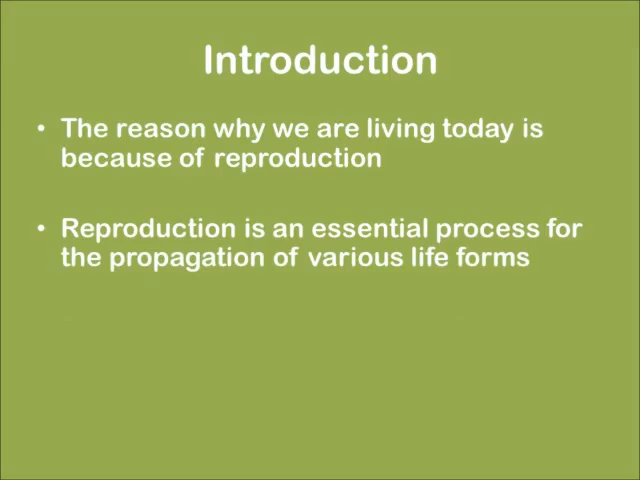 Introduction
• The reason why we are living today is
because of reproduction
• Reproduction is an essential process for
the propagation of various life forms